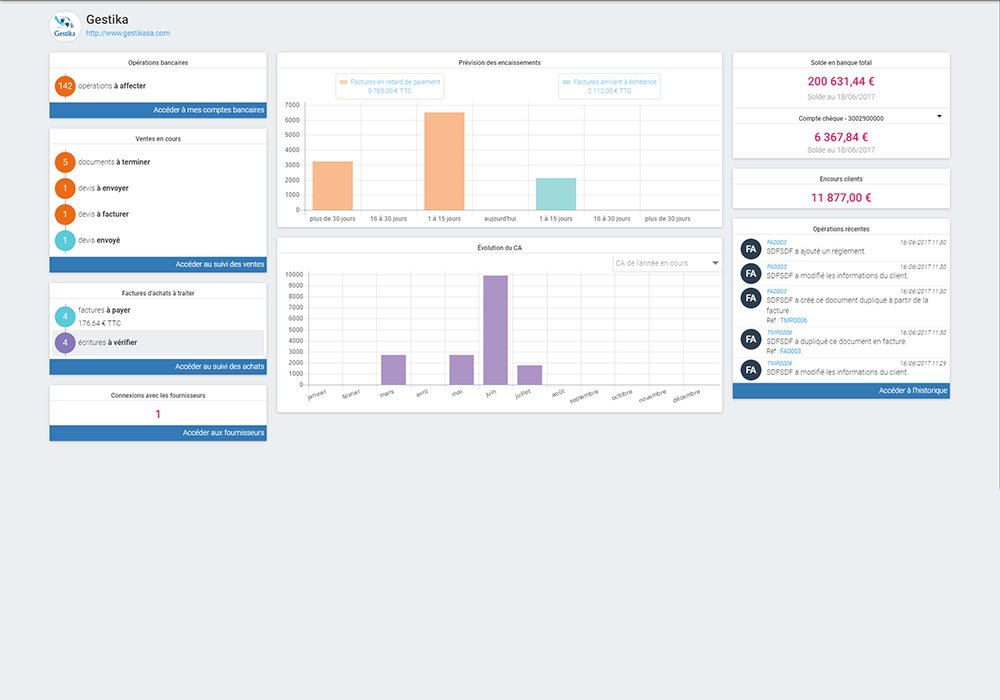 Gestika
Gestika
http://www.gestikasa.com
Opérations bancaires
142 opérations à affecter
Accéder à mes comptes bancaires
Ventes en cours
5 documents à terminer
1 devis à envoyer
1 devis à facturer
1 devis envoyé
Accéder au suivi des ventes
Factures d'achats à traiter
4 factures à payer
176,64 € TTC
4 écritures à vérifier
Accéder au suivi des achats
Connexions avec les fournisseurs
1
Accéder aux fournisseurs
Prévision des encaissements
Factures en retard de paiement
9 765,00 € TTC
Factures arrivant à échéance
2 112,00 € TTC
7000
6000
5000
4000
3000
2000
1000
0
plus de 30 jours 16 à 30 jours 1 à 15 jours aujourd'hui 1 à 15 jours 16 à 30 jours plus de 30 jours
Évolution du CA
CA de l'année en cours
10000
9000
8000
7000
6000
5000
4000
3000
2000
1000
0
janvier février mars avril mai juin juillet août septembre octobre novembre décembre
Solde en banque total
200 631,44 €
Solde au 18/06/2017
Compte chèque - 3002900000
6 367,84 €
Solde au 18/06/2017
Encours clients
11 877,00 €
Opérations récentes
FA FA0003 16/06/2017 11:30
SDFSDF a ajouté un règlement.
FA FA0003 16/06/2017 11:30
SDFSDF a modifié les informations du client.
FA FA0003 16/06/2017 11:30
SDFSDF a créé ce document dupliqué à partir de la
facture.
Réf : TMP0006
FA TMP0006 16/06/2017 11:30
SDFSDF a dupliqué ce document en facture.
Réf : FA0003
FA TMP0006 16/06/2017 11:29
SDFSDF a modifié les informations du client.
Accéder à l'historique